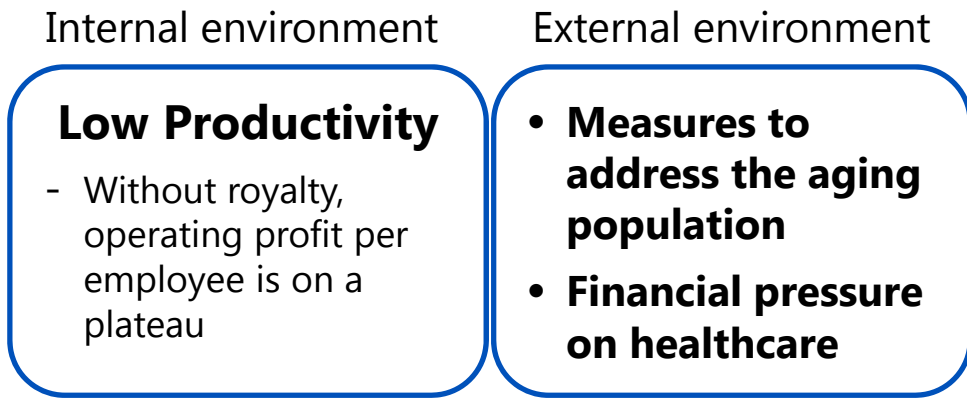 Internal environment
Low Productivity
- Without royalty,
operating profit per
employee is on a
plateau
External environment
• Measures to
address the aging
population
• Financial pressure
on healthcare